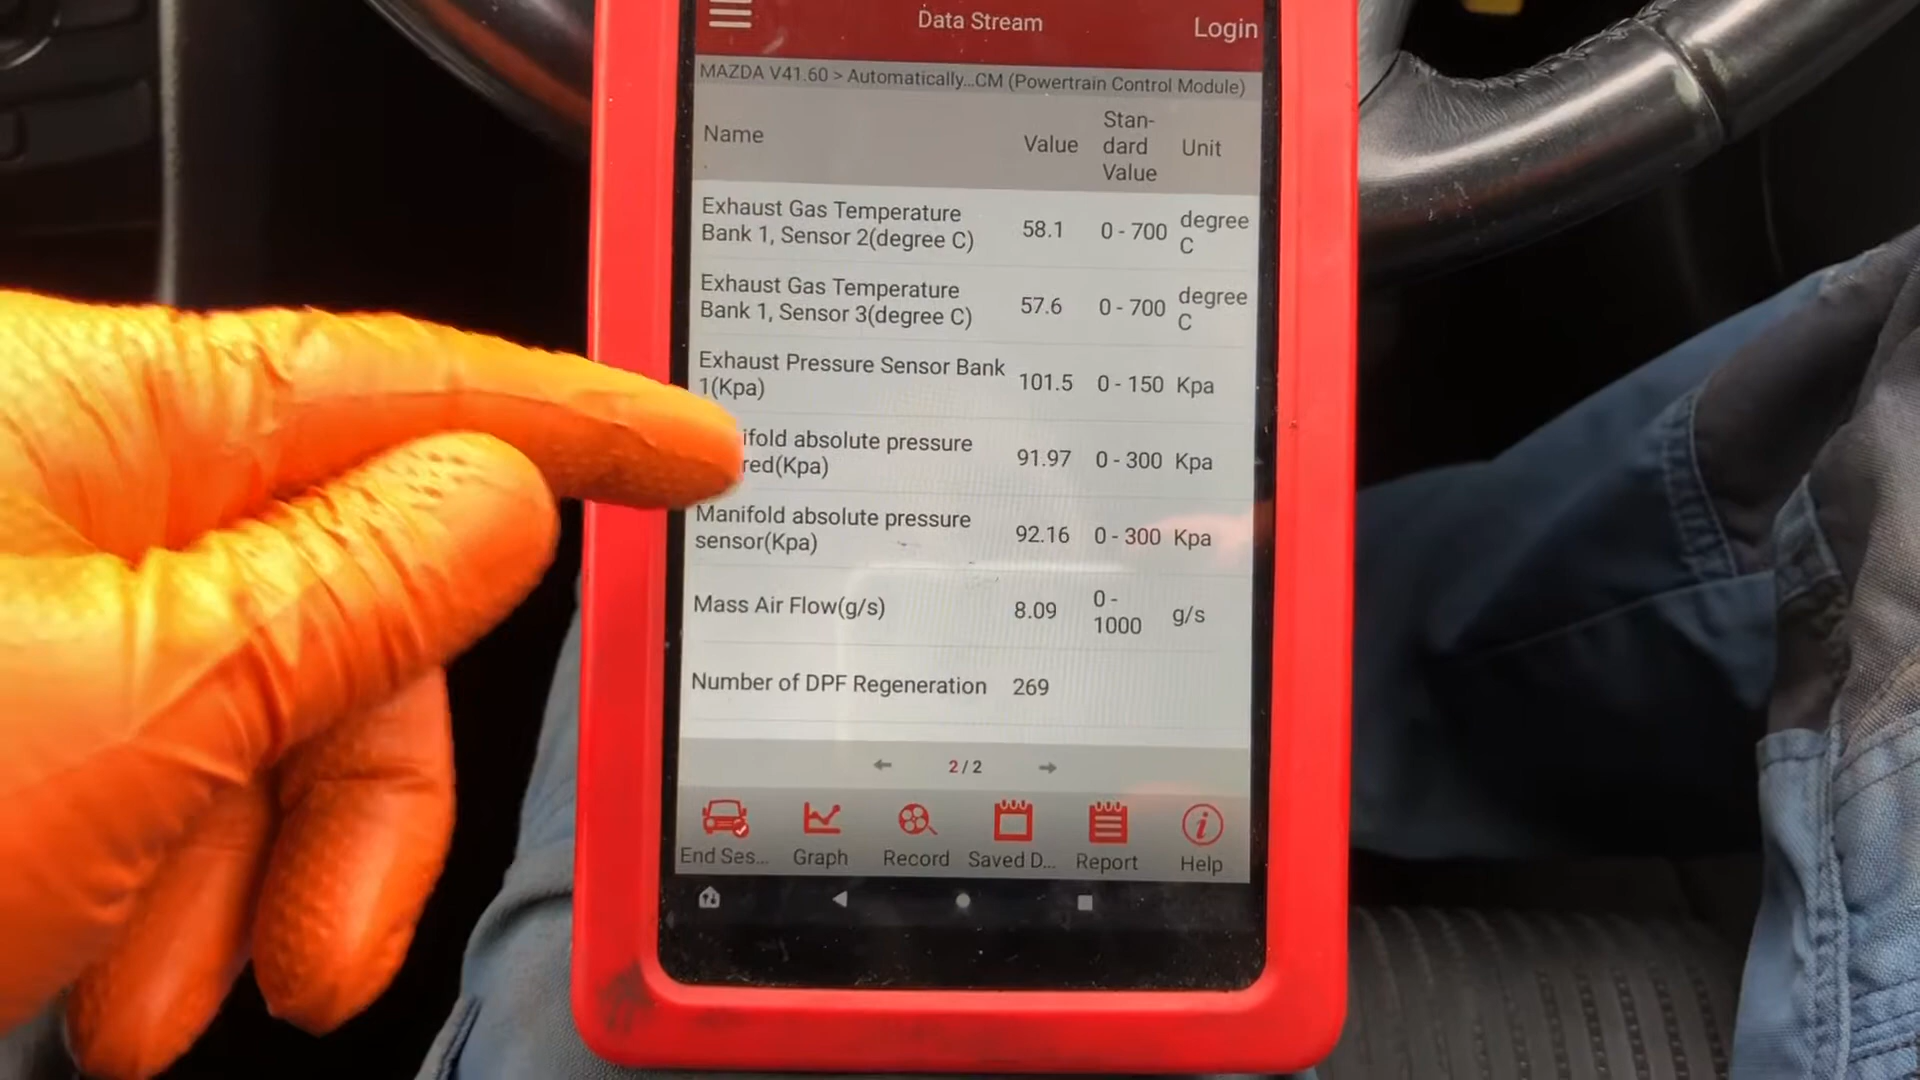 Data Stream
Login
MAZDA V41.60 > Automatically...CM (Powertrain Control Module)
Name
Value
Stan-
dard
Value
Unit
Exhaust Gas Temperature
Bank 1, Sensor 2(degree C)
58.1
0 - 700
degree
C
Exhaust Gas Temperature
Bank 1, Sensor 3(degree C)
57.6
0 - 700
degree
C
Exhaust Pressure Sensor Bank
1(Kpa)
101.5
0 - 150
Kpa
absolute pressure
91.97
0 - 300
Kpa
Manifold absolute pressure
sensor(Kpa)
92.16
0 - 300
Kpa
Mass Air Flow(g/s)
8.09
0 -
1000
g/s
Number of DPF Regeneration
269
2 / 2
End Ses...
Graph
Record
Saved D...
Report
Help